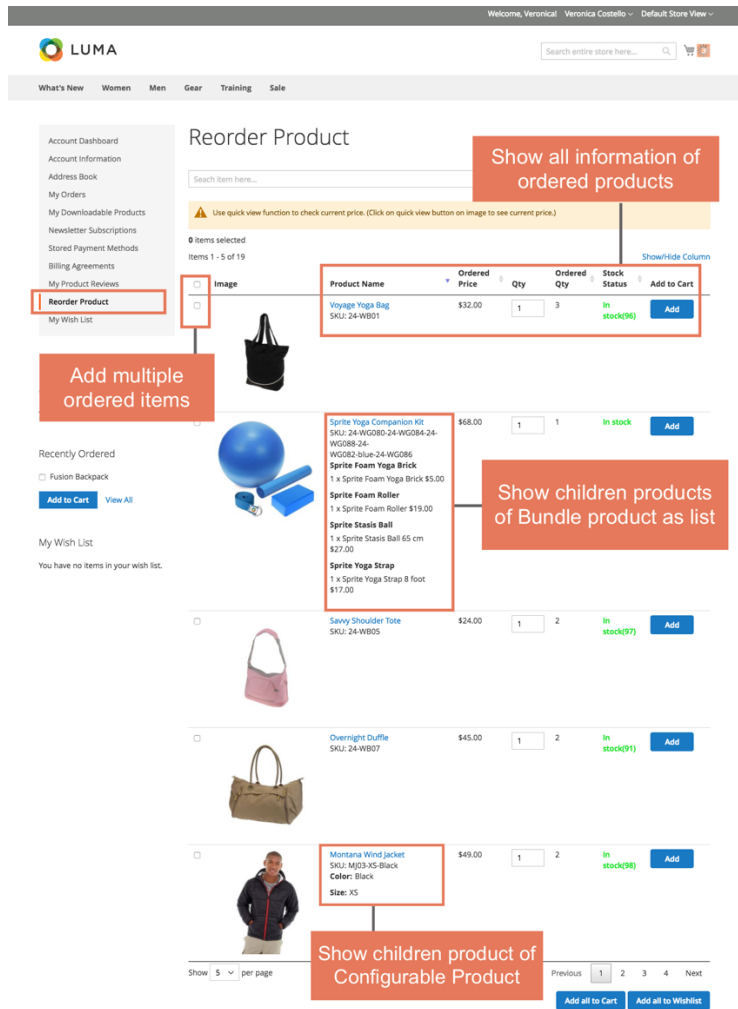 Welcome, Veronica! Veronica Costello Default Store View
LUMA
Search entire store here...
What's New Women Men Gear Training Sale
Account Dashboard
Account Information
Address Book
My Orders
My Downloadable Products
Newsletter Subscriptions
Stored Payment Methods
Billing Agreements
My Product Reviews
Reorder Product
My Wish List
Reorder Product
Seach item here...
Show all information of
ordered products
Use quick view function to check current price. (Click on quick view button on image to see current price.)
0 items selected
Items 1 - 5 of 19
Show/Hide Column
Image Product Name Ordered Price Qty Ordered Qty Stock Status Add to Cart
Voyage Yoga Bag $32.00 1 3 In stock(96) Add
SKU: 24-WB01
Add multiple
ordered items
Sprite Yoga Companion Kit $68.00 1 1 In stock Add
SKU: 24-WG080-24-WG084-24-
WG088-24-
WG082-blue-24-WG086
Sprite Foam Yoga Brick
1 x Sprite Foam Yoga Brick $5.00
Sprite Foam Roller
1 x Sprite Foam Roller $19.00
Sprite Stasis Ball
1 x Sprite Stasis Ball 65 cm
$27.00
Sprite Yoga Strap
1 x Sprite Yoga Strap 8 foot
$17.00
Show children products
of Bundle product as list
Recently Ordered
Fusion Backpack
Add to Cart View All
My Wish List
You have no items in your wish list.
Savvy Shoulder Tote $24.00 1 2 In stock(97) Add
SKU: 24-WB05
Overnight Duffle $45.00 1 2 In stock(91) Add
SKU: 24-WB07
Montana Wind Jacket $49.00 1 2 In stock(98) Add
SKU: MJ03-XS-Black
Color: Black
Size: XS
Show children product of
Configurable Product
Show 5 per page
Previous 1 2 3 4 Next
Add all to Cart Add all to Wishlist